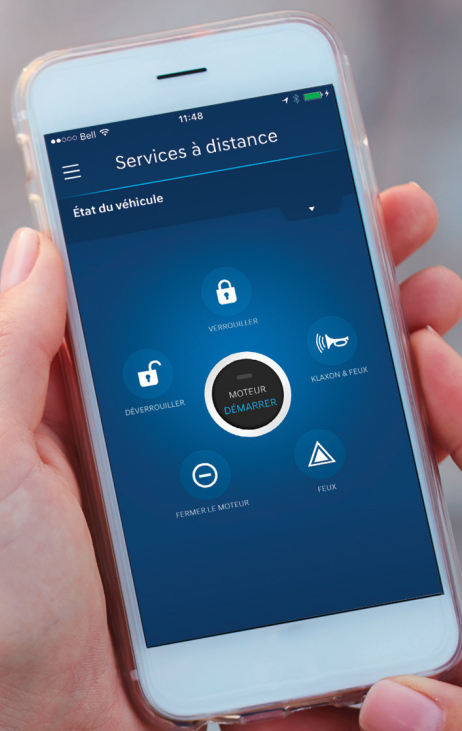 Bell
11:48
Services à distance
État du véhicule
VERROUILLER
KLAXON & FEUX
DÉVERROUILLER
MOTEUR
DÉMARRER
FEUX
FERMER LE MOTEUR